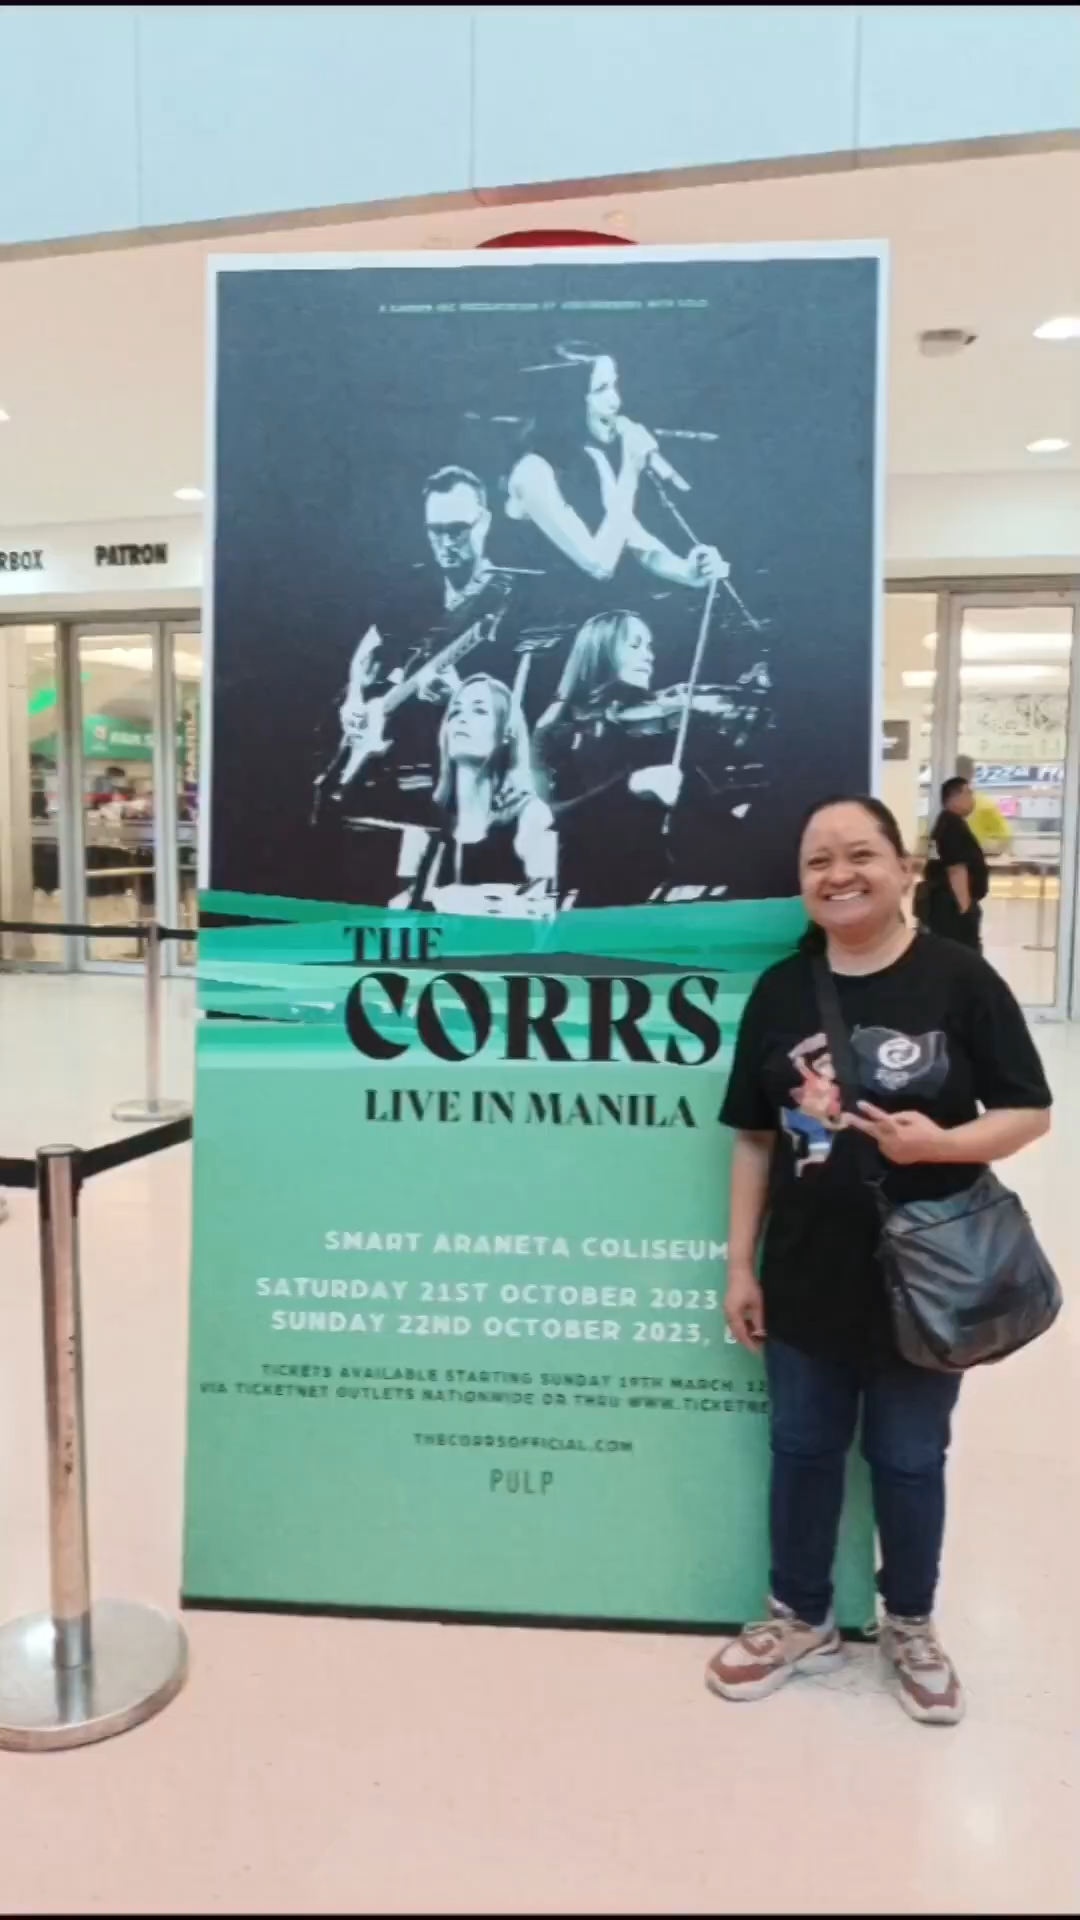 THE
CORRS
LIVE IN MANILA
SMART ARANETA COLISEUM
SATURDAY 21ST OCTOBER 2023
SUNDAY 22ND OCTOBER 2023,
TICKETS AVAILABLE STARTING SUNDAY 19TH MARCH, 12
VIA TICKETNET OUTLETS NATIONWIDE OR THRU WWW.TICKETNE
THECORRSOFFICIAL.COM
PULP
RBOX
PATRON